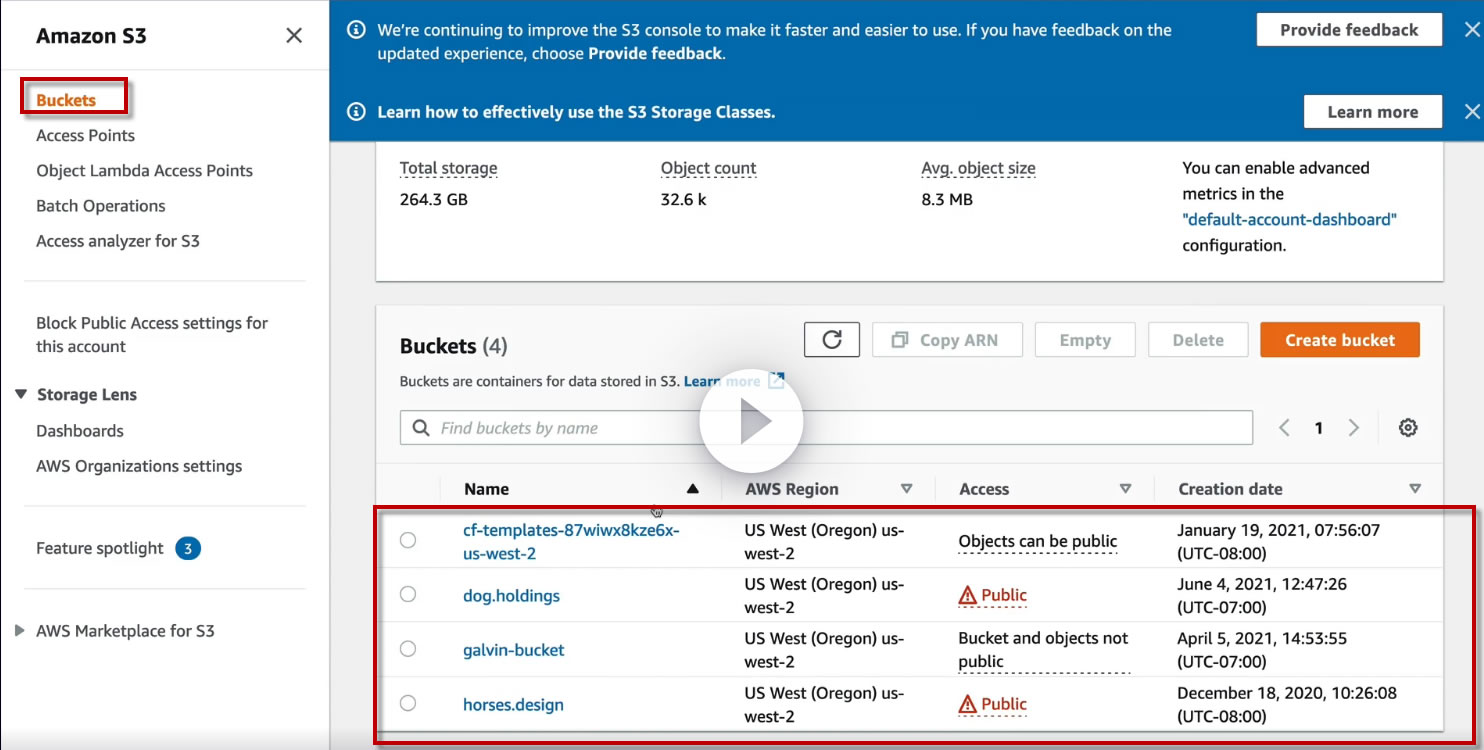 Amazon S3
Buckets
Access Points
Object Lambda Access Points
Batch Operations
Access analyzer for S3
Block Public Access settings for
this account
Storage Lens
Dashboards
AWS Organizations settings
Feature spotlight 3
AWS Marketplace for S3
We're continuing to improve the S3 console to make it faster and easier to use. If you have feedback on the
updated experience, choose Provide feedback.
Provide feedback
Learn how to effectively use the S3 Storage Classes.
Learn more
Total storage
264.3 GB
Object count
32.6 k
Avg. object size
8.3 MB
You can enable advanced
metrics in the
"default-account-dashboard"
configuration.
Buckets (4)
Copy ARN
Empty
Delete
Create bucket
Buckets are containers for data stored in S3. Learn more
Find buckets by name
1
Name AWS Region Access Creation date
cf-templates-87wiwx8kze6x-
us-west-2
US West (Oregon) us-
west-2
Objects can be public
January 19, 2021, 07:56:07
(UTC-08:00)
dog.holdings
US West (Oregon) us-
west-2
Public
June 4, 2021, 12:47:26
(UTC-07:00)
galvin-bucket
US West (Oregon) us-
west-2
Bucket and objects not
public
April 5, 2021, 14:53:55
(UTC-07:00)
horses.design
US West (Oregon) us-
west-2
Public
December 18, 2020, 10:26:08
(UTC-08:00)